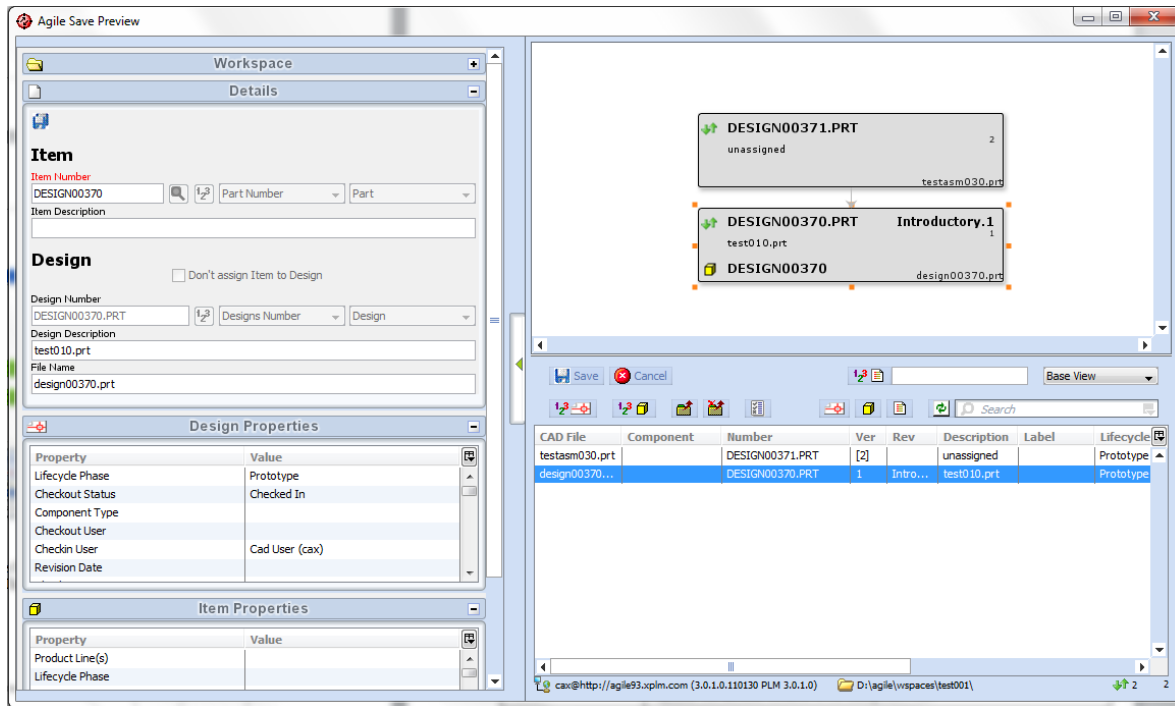 Agile Save Preview
Workspace
Details
Item
Item Number
DESIGN00370
Part Number
Part
Item Description
Design
Don't assign Item to Design
Design Number
DESIGN00370.PRT
Designs Number
Design
Design Description
test010.prt
File Name
design00370.prt
Design Properties
Property Value
Lifecycle Phase Prototype
Checkout Status Checked In
Component Type
Checkout User
Checkin User Cad User (cax)
Revision Date
Item Properties
Property Value
Product Line(s)
Lifecycle Phase
DESIGN00371.PRT
2
unassigned
testasm030.prt
DESIGN00370.PRT Introductory.1
1
test010.prt
DESIGN00370
design00370.prt
Save Cancel Base View
Search
CAD File Component Number Ver Rev Description Label Lifecycle
testasm030.prt DESIGN00371.PRT [2] unassigned Prototype
design00370... DESIGN00370.PRT 1 Intro... test010.prt Prototype
cax@http://agile93.xplm.com (3.0.1.0.110130 PLM 3.0.1.0) D:\agile\wspaces\test001\ 2 2